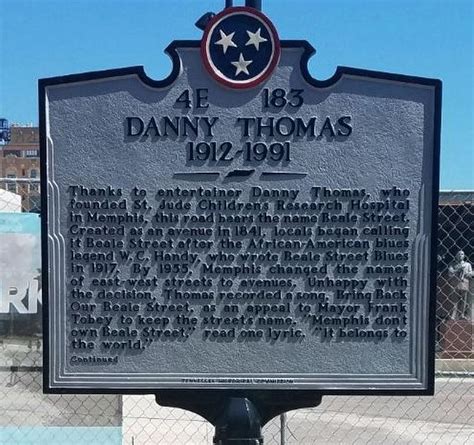 4E 183
DANNY THOMAS
1912-1991
Thanks to entertainer Danny Thomas, who
founded St. Jude Children's Research Hospital
in Memphis, this road bears the name Beale Street.
Created as an avenue in 1841, locals began calling
it Beale Street after the African-American blues
legend W.C. Handy, who wrote Beale Street Blues
in 1917. By 1955, Memphis changed the names
of east-west streets to avenues. Unhappy with
the decision, Thomas recorded a song, Bring Back
Our Beale Street, as an appeal to Mayor Frank
Tobey to keep the street's name. "Memphis don't
own Beale Street," read one lyric. "It belongs to
the world."
Continued
TENNESSEE HISTORICAL COMMISSION
RK